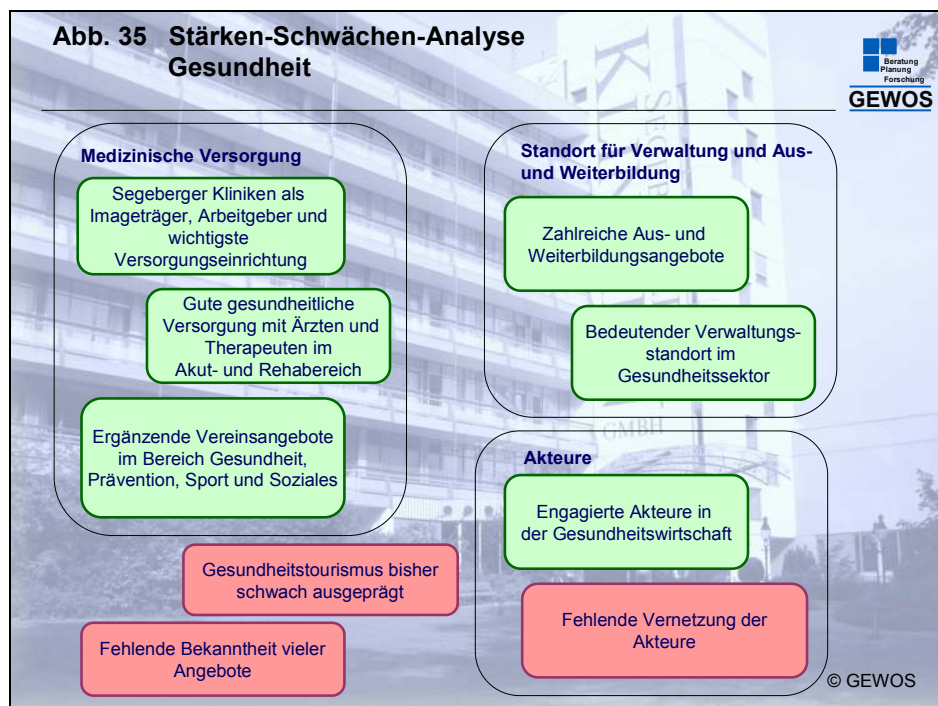 Abb. 35 Stärken-Schwächen-Analyse
Gesundheit
Beratung
Planung
Forschung
GEWOS
Medizinische Versorgung
Segeberger Kliniken als
Imageträger, Arbeitgeber und
wichtigste
Versorgungseinrichtung
Gute gesundheitliche
Versorgung mit Ärzten und
Therapeuten im
Akut- und Rehabereich
Ergänzende Vereinsangebote
im Bereich Gesundheit,
Prävention, Sport und Soziales
Gesundheitstourismus bisher
schwach ausgeprägt
Fehlende Bekanntheit vieler
Angebote
Standort für Verwaltung und Aus-
und Weiterbildung
Zahlreiche Aus- und
Weiterbildungsangebote
Bedeutender Verwaltungs-
standort im
Gesundheitssektor
GMBH
Akteure
Engagierte Akteure in
der Gesundheitswirtschaft
Fehlende Vernetzung der
Akteure
© GEWOS